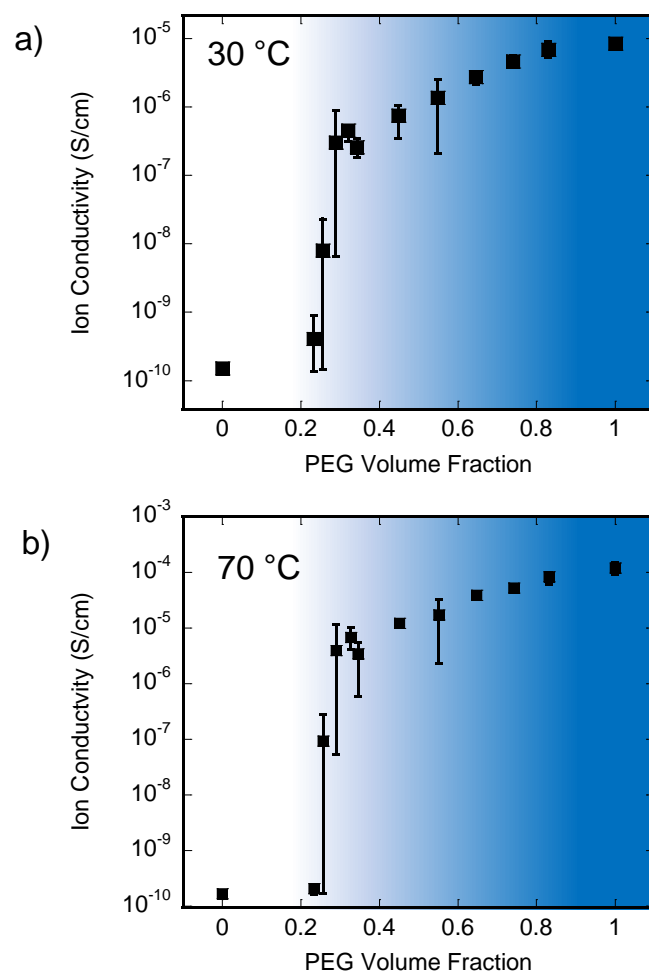 a)
30 °C
Ion Conductivity (S/cm)
10^-5
10^-6
10^-7
10^-8
10^-9
10^-10
0 0.2 0.4 0.6 0.8 1
PEG Volume Fraction
b)
70 °C
Ion Conductvity (S/cm)
10^-3
10^-4
10^-5
10^-6
10^-7
10^-8
10^-9
10^-10
0 0.2 0.4 0.6 0.8 1
PEG Volume Fraction